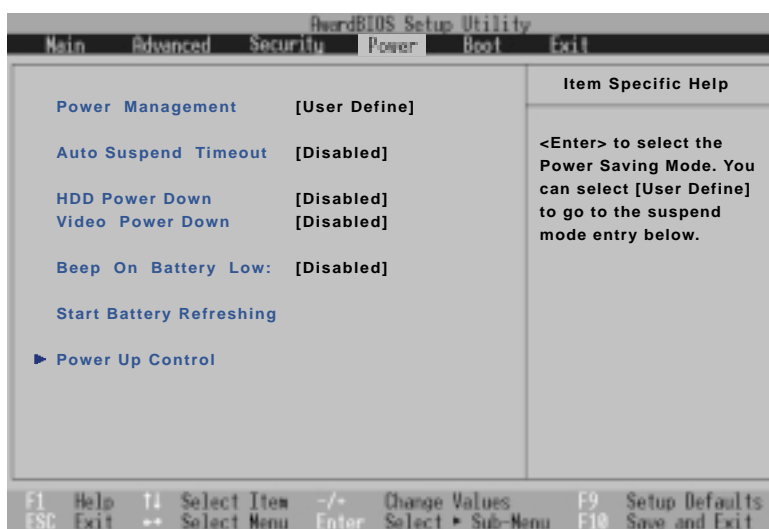 AwardBIOS Setup Utility
Main Advanced Security Power Boot Exit
Power Management [User Define]
Auto Suspend Timeout [Disabled]
HDD Power Down [Disabled]
Video Power Down [Disabled]
Beep On Battery Low: [Disabled]
Start Battery Refreshing
Power Up Control
Item Specific Help
<Enter> to select the
Power Saving Mode. You
can select [User Define]
to go to the suspend
mode entry below.
F1 Help ↑↓ Select Item -/+ Change Values F9 Setup Defaults
ESC Exit ←→ Select Menu Enter Select ▶ Sub-Menu F10 Save and Exit